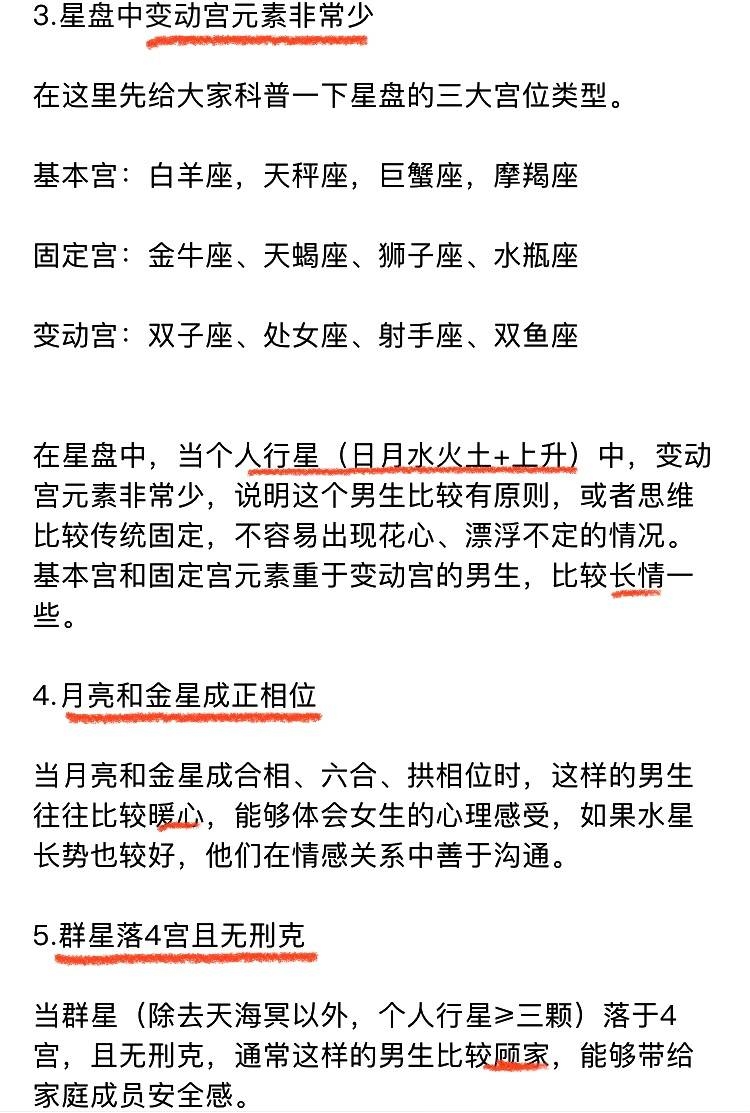 3.星盘中变动宫元素非常少
在这里先给大家科普一下星盘的三大宫位类型。
基本宫：白羊座，天秤座，巨蟹座，摩羯座
固定宫：金牛座、天蝎座、狮子座、水瓶座
变动宫：双子座、处女座、射手座、双鱼座
在星盘中，当个人行星（日月水火土+上升）中，变动
宫元素非常少，说明这个男生比较有原则，或者思维
比较传统固定，不容易出现花心、漂浮不定的情况。
基本宫和固定宫元素重于变动宫的男生，比较长情一
些。
4.月亮和金星成正相位
当月亮和金星成合相、六合、拱相位时，这样的男生
往往比较暖心，能够体会女生的心理感受，如果水星
长势也较好，他们在情感关系中善于沟通。
5.群星落4宫且无刑克
当群星（除去天海冥以外，个人行星≥三颗）落于4
宫，且无刑克，通常这样的男生比较顾家，能够带给
家庭成员安全感。